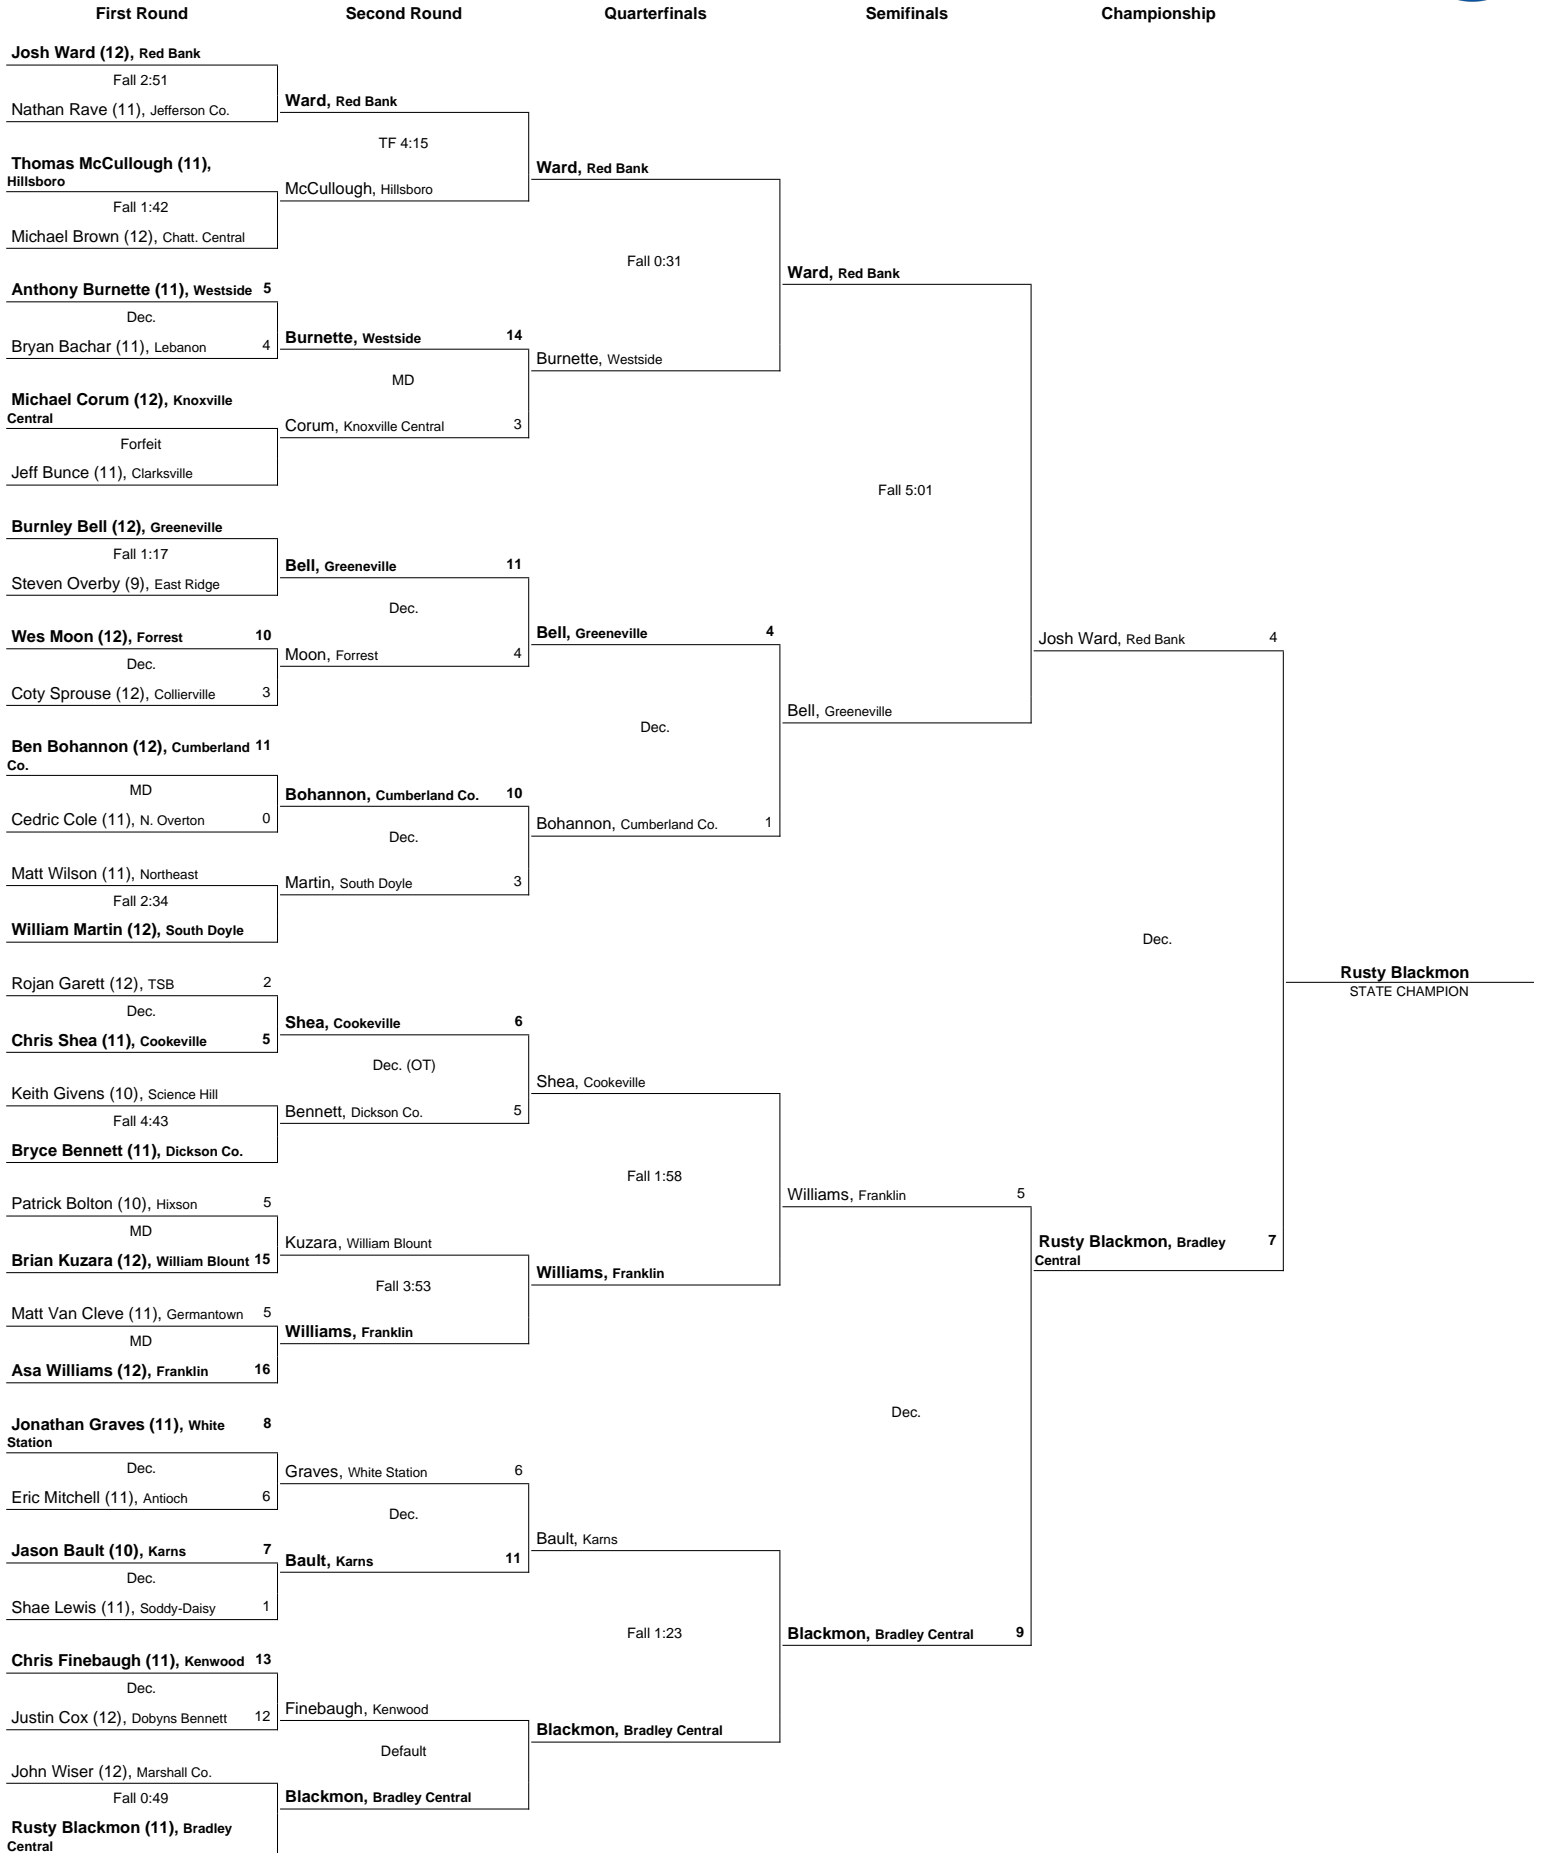 First Round
Second Round
Quarterfinals
Semifinals
Championship
Josh Ward (12), Red Bank
Fall 2:51
Nathan Rave (11), Jefferson Co.
Thomas McCullough (11),
Hillsboro
Fall 1:42
Michael Brown (12), Chatt. Central
Anthony Burnette (11), Westside 5
Dec.
Bryan Bachar (11), Lebanon 4
Michael Corum (12), Knoxville
Central
Forfeit
Jeff Bunce (11), Clarksville
Burnley Bell (12), Greeneville
Fall 1:17
Steven Overby (9), East Ridge
Wes Moon (12), Forrest 10
Dec.
Coty Sprouse (12), Collierville 3
Ben Bohannon (12), Cumberland 11
Co.
MD
Cedric Cole (11), N. Overton 0
Matt Wilson (11), Northeast
Fall 2:34
William Martin (12), South Doyle
Rojan Garett (12), TSB 2
Dec.
Chris Shea (11), Cookeville 5
Keith Givens (10), Science Hill
Fall 4:43
Bryce Bennett (11), Dickson Co.
Patrick Bolton (10), Hixson 5
MD
Brian Kuzara (12), William Blount 15
Matt Van Cleve (11), Germantown 5
MD
Asa Williams (12), Franklin 16
Jonathan Graves (11), White 8
Station
Dec.
Eric Mitchell (11), Antioch 6
Jason Bault (10), Karns 7
Dec.
Shae Lewis (11), Soddy-Daisy 1
Chris Finebaugh (11), Kenwood 13
Dec.
Justin Cox (12), Dobyns Bennett 12
John Wiser (12), Marshall Co.
Fall 0:49
Rusty Blackmon (11), Bradley
Central
Ward, Red Bank
TF 4:15
McCullough, Hillsboro
Burnette, Westside 14
MD
Corum, Knoxville Central 3
Bell, Greeneville 11
Dec.
Moon, Forrest 4
Bohannon, Cumberland Co. 10
Dec.
Martin, South Doyle 3
Shea, Cookeville 6
Dec. (OT)
Bennett, Dickson Co. 5
Kuzara, William Blount
Fall 3:53
Williams, Franklin
Graves, White Station 6
Dec.
Bault, Karns 11
Finebaugh, Kenwood
Default
Blackmon, Bradley Central
Ward, Red Bank
Fall 0:31
Burnette, Westside
Bell, Greeneville 4
Dec.
Bohannon, Cumberland Co. 1
Shea, Cookeville
Fall 1:58
Williams, Franklin
Bault, Karns
Fall 1:23
Blackmon, Bradley Central
Ward, Red Bank
Fall 5:01
Bell, Greeneville
Williams, Franklin 5
Dec.
Blackmon, Bradley Central 9
Josh Ward, Red Bank 4
Dec.
Rusty Blackmon, Bradley 7
Central
Rusty Blackmon
STATE CHAMPION